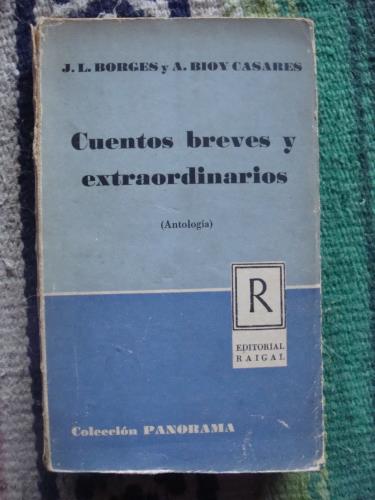 J. L. BORGES y A. BIOY CASARES
Cuentos breves y
extraordinarios
(Antología)
R
EDITORIAL
RAIGAL
Colección PANORAMA